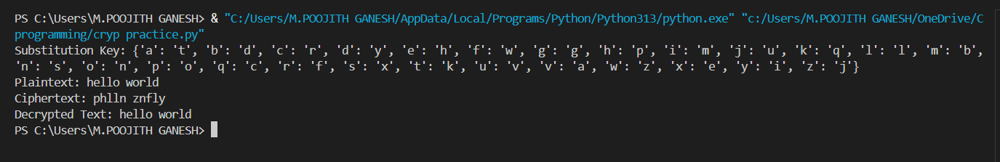 PS C:\Users\M.POOJITH GANESH> & "C:/Users/M.POOJITH GANESH/AppData/Local/Programs/Python/Python313/python.exe" "c:/Users/M.POOJITH GANESH/OneDrive/C
programming/cryp practice.py"
Substitution Key: {'a': 't', 'b': 'd', 'c': 'r', 'd': 'y', 'e': 'h', 'f': 'w', 'g': 'g', 'h': 'p', 'i': 'm', 'j': 'u', 'k': 'q', 'l': 'l', 'm': 'b',
'n': 's', 'o': 'n', 'p': 'o', 'q': 'c', 'r': 'f', 's': 'x', 't': 'k', 'u': 'v', 'v': 'a', 'w': 'z', 'x': 'e', 'y': 'i', 'z': 'j'}
Plaintext: hello world
Ciphertext: phlln znfly
Decrypted Text: hello world
PS C:\Users\M.POOJITH GANESH>